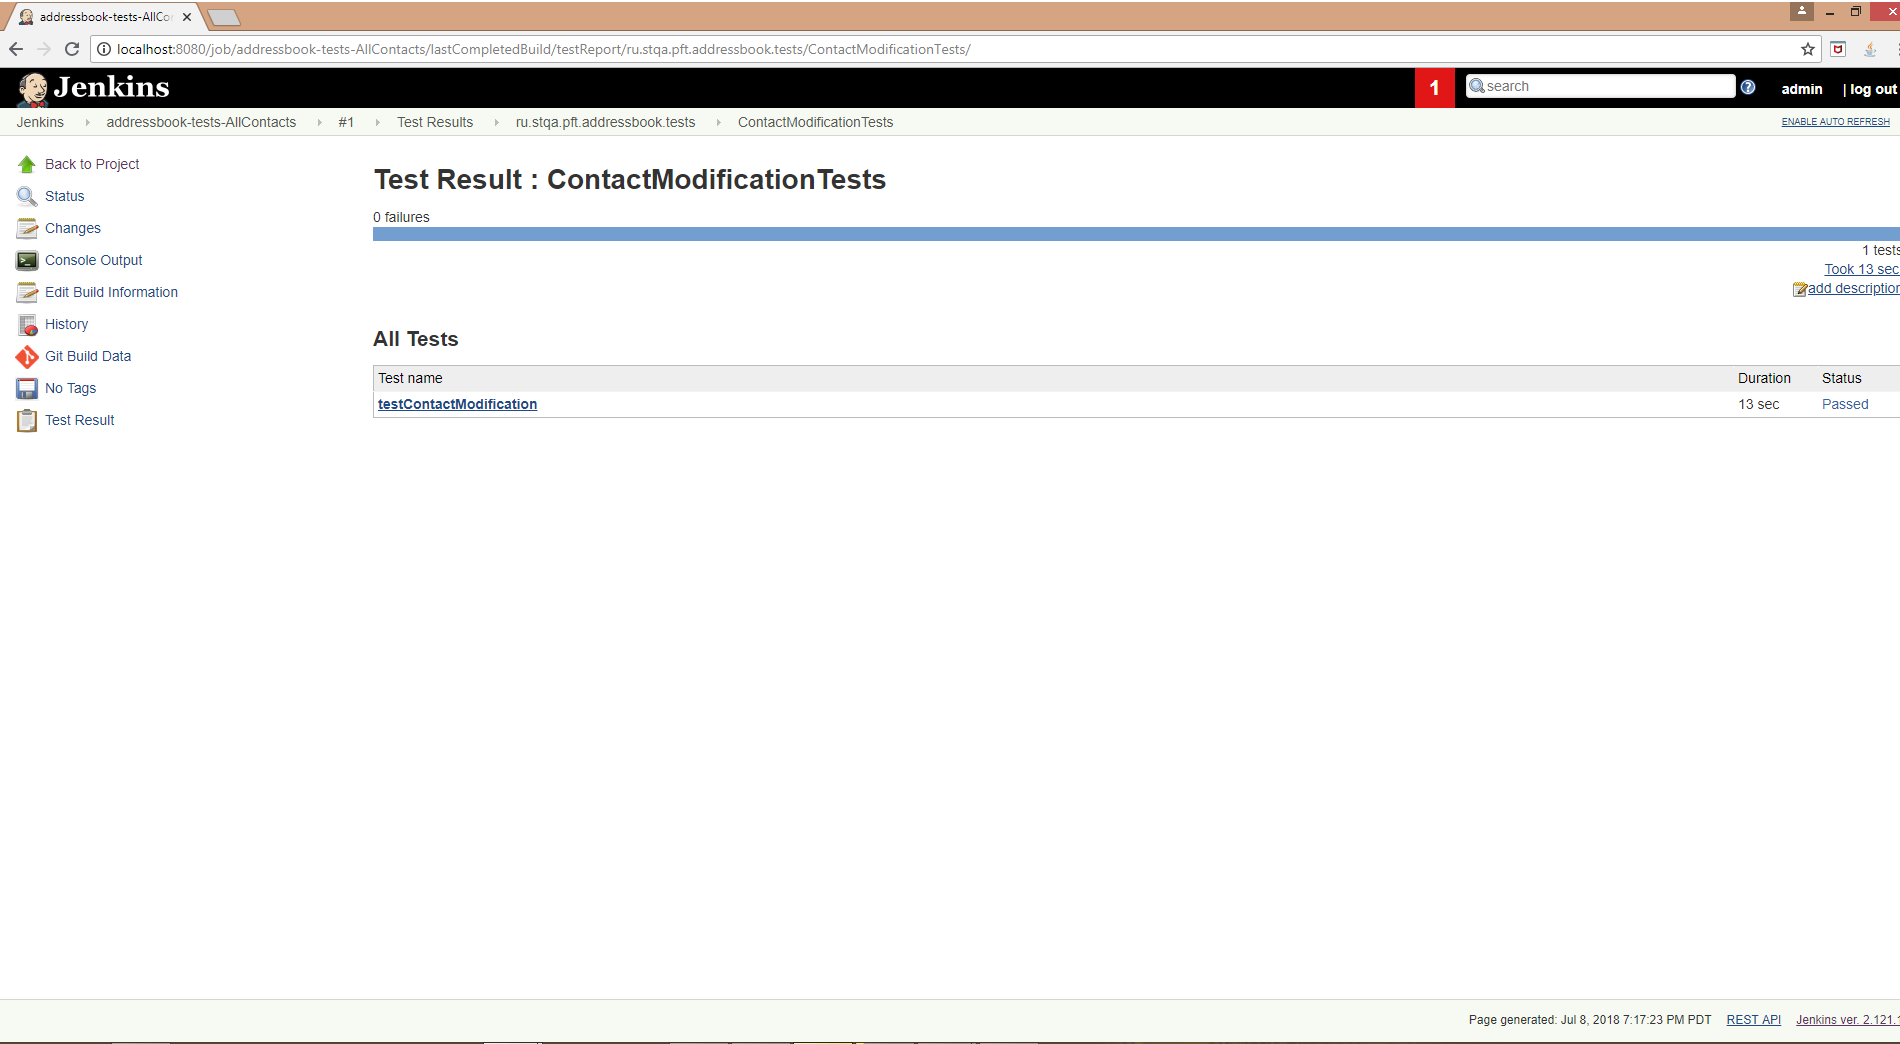 addressbook-tests-AllCo
localhost:8080/job/addressbook-tests-AllContacts/lastCompletedBuild/testReport/ru.stqa.pft.addressbook.tests/ContactModificationTests/
Jenkins
1
search
admin
| log out
Jenkins
addressbook-tests-AllContacts
#1
Test Results
ru.stqa.pft.addressbook.tests
ContactModificationTests
ENABLE AUTO REFRESH
Back to Project
Status
Changes
Console Output
Edit Build Information
History
Git Build Data
No Tags
Test Result
Test Result : ContactModificationTests
0 failures
1 tests
Took 13 sec
add description
All Tests
Test name Duration Status
testContactModification 13 sec Passed
Page generated: Jul 8, 2018 7:17:23 PM PDT REST API Jenkins ver. 2.121.1